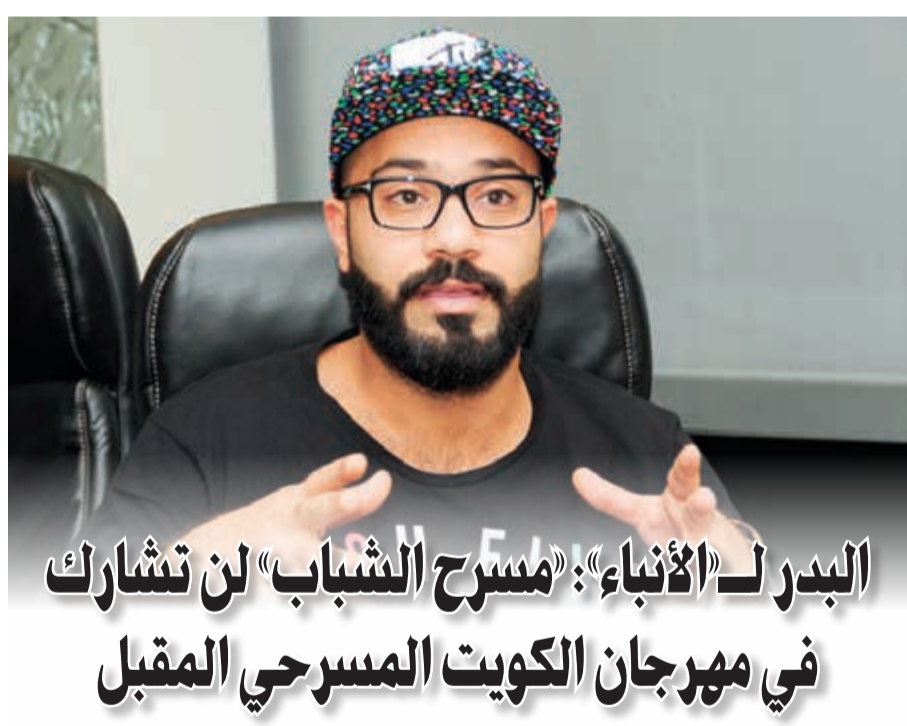 البدر لـ«الأنباء»: «مسرح الشباب» لن تشارك
في مهرجان الكويت المسرحي المقبل